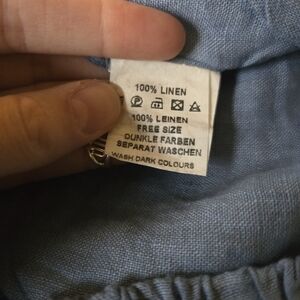 100% LINEN
100% LEINEN
FREE SIZE
DUNKLE FARBEN
SEPARAT WASCHEN
WASH DARK COLOURS